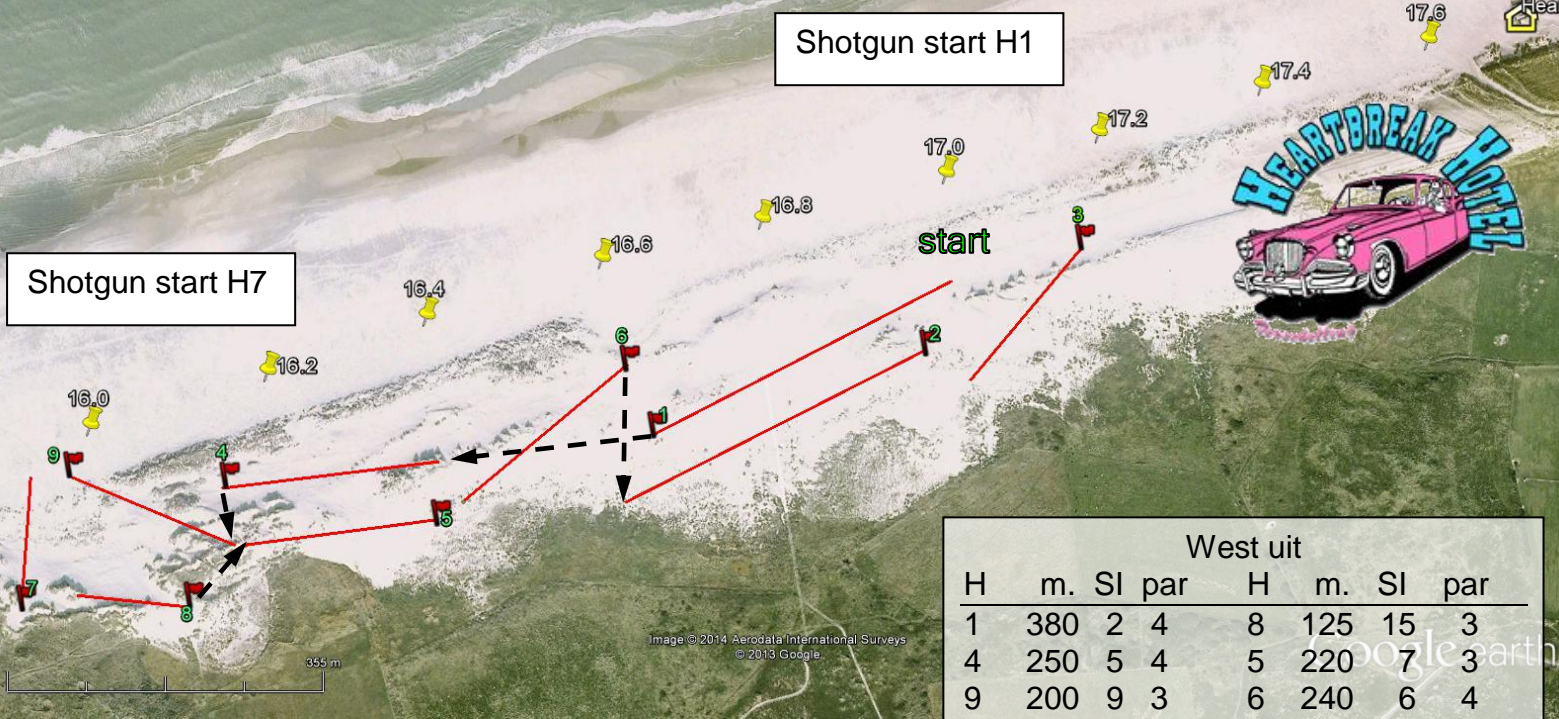 17.6
Hear
Shotgun start H1
17.4
17.2
HEARTBREAK HOTEL
17.0
16.8
3
start
16.6
Shotgun start H7
16.4
6
2
16.2
16.0
1
9
4
5
7
8
West uit
H m. SI par H m. SI par
1 380 2 4 8 125 15 3
4 250 5 4 5 220 7 3
9 200 9 3 6 240 6 4
Image © 2014 Aerodata International Surveys
© 2013 Google
Google earth
355 m